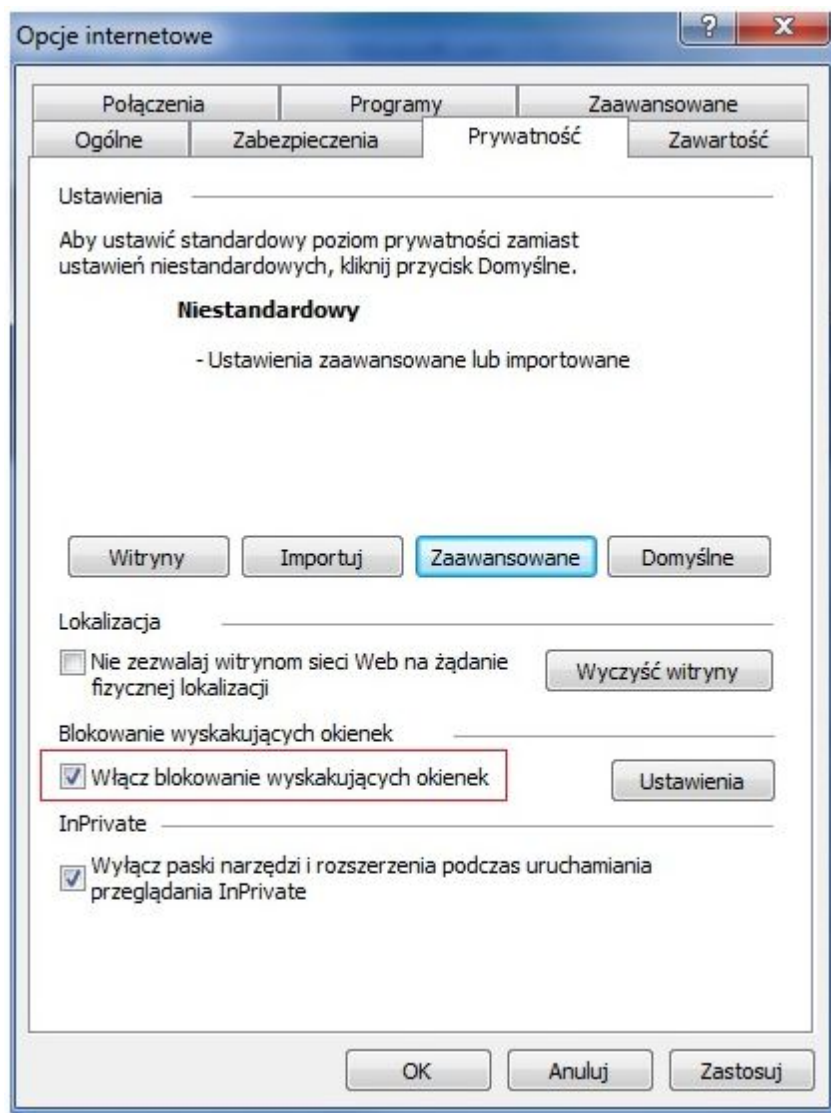 Opcje internetowe
?
X
Połączenia
Programy
Zaawansowane
Ogólne
Zabezpieczenia
Prywatność
Zawartość
Ustawienia
Aby ustawić standardowy poziom prywatności zamiast
ustawień niestandardowych, kliknij przycisk Domyślne.
Niestandardowy
- Ustawienia zaawansowane lub importowane
Witryny
Importuj
Zaawansowane
Domyślne
Lokalizacja
Nie zezwalaj witrynom sieci Web na żądanie
fizycznej lokalizacji
Wyczyść witryny
Blokowanie wyskakujących okienek
Włącz blokowanie wyskakujących okienek
Ustawienia
InPrivate
Wyłącz paski narzędzi i rozszerzenia podczas uruchamiania
przeglądania InPrivate
OK
Anuluj
Zastosuj